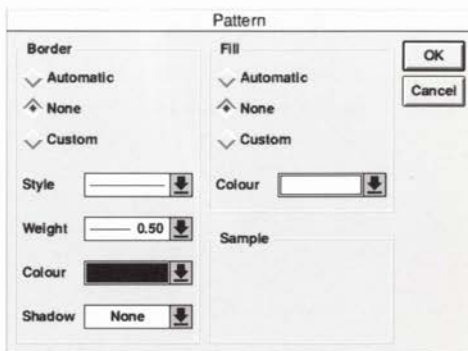 Pattern
Border
Automatic
None
Custom
Style
Weight 0.50
Colour
Shadow None
Fill
Automatic
None
Custom
Colour
Sample
OK
Cancel